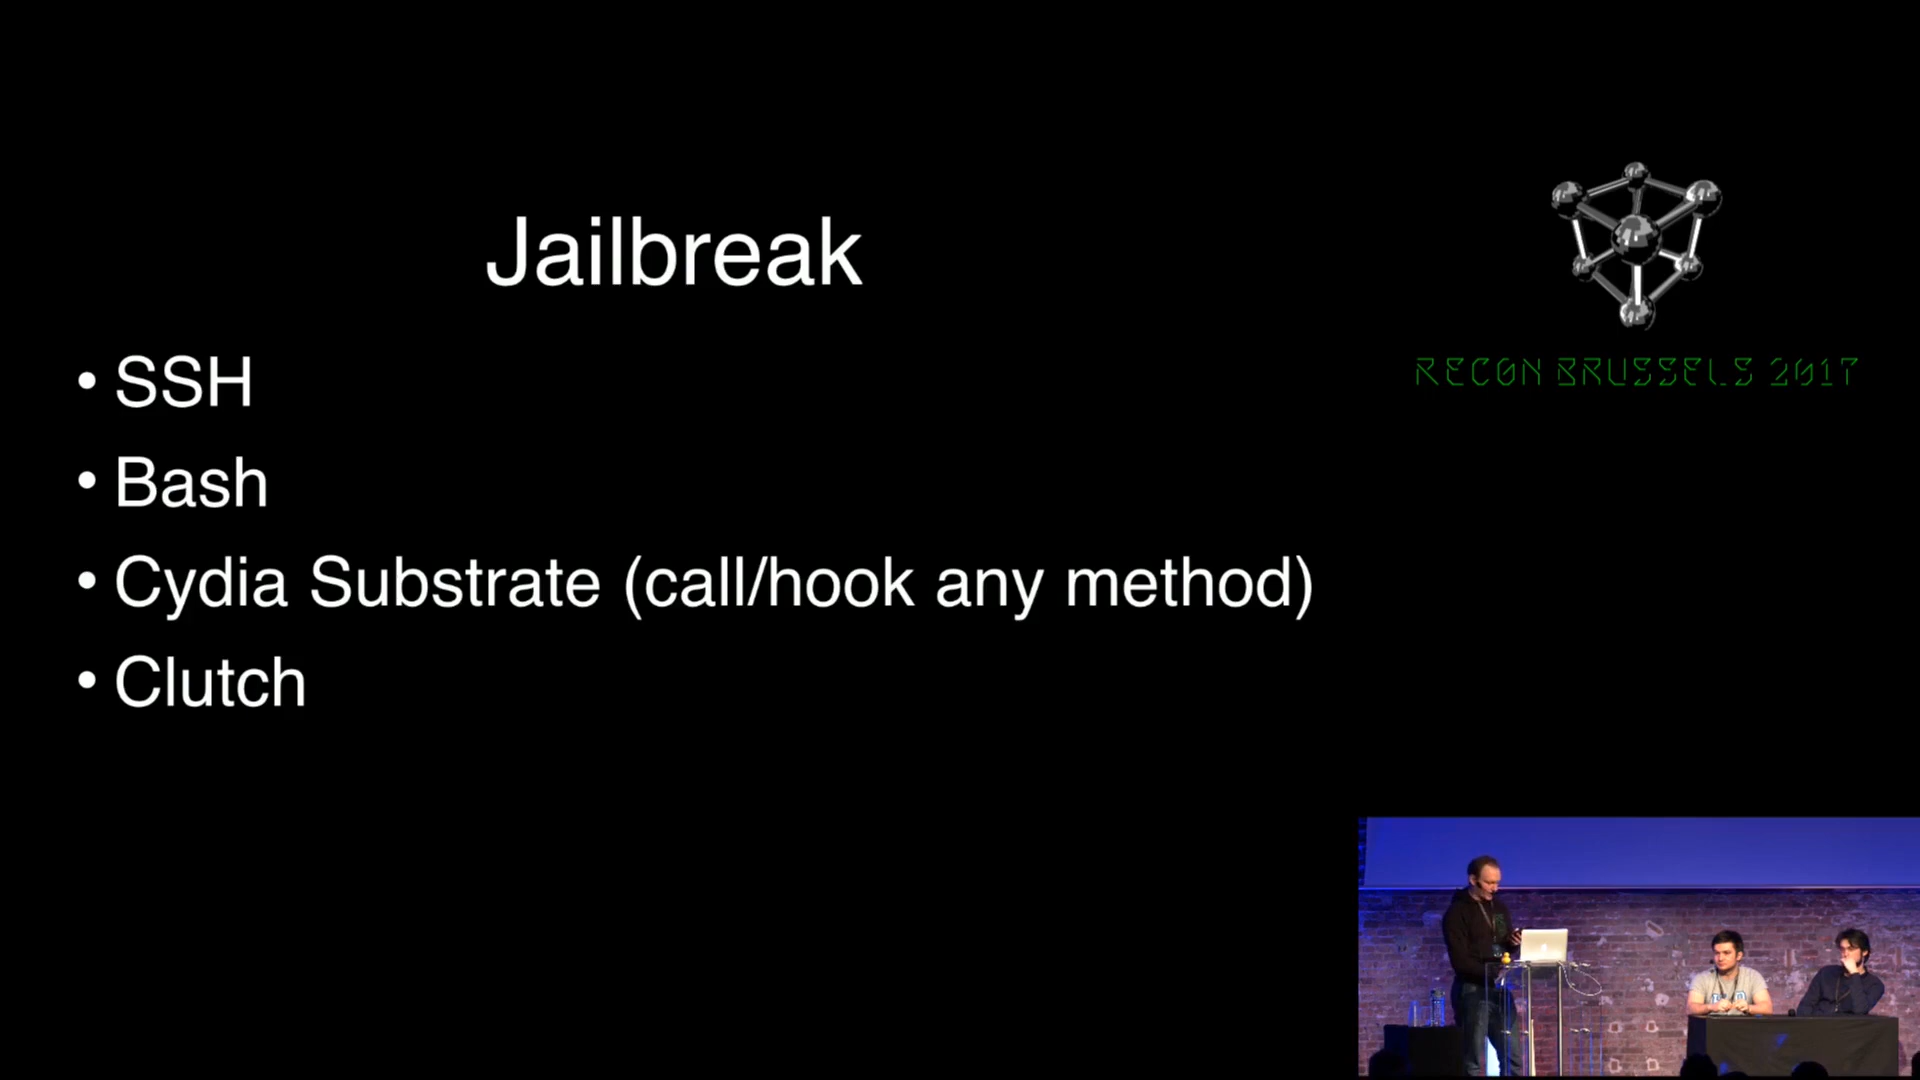 Jailbreak
• SSH
• Bash
• Cydia Substrate (call/hook any method)
• Clutch
RECON BRUSSELS 2017